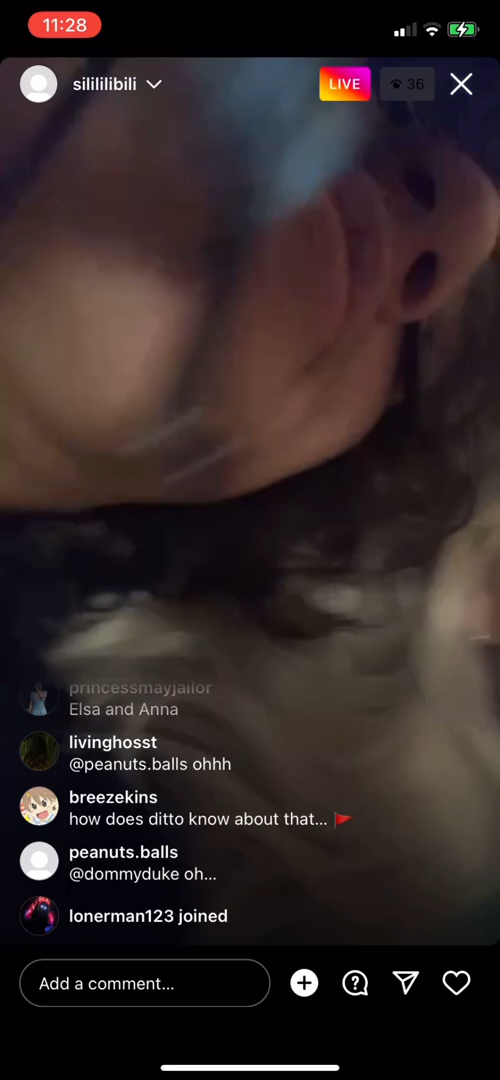 11:28
sililililibili
LIVE
36
princessmayjailor
Elsa and Anna
livinghosst
@peanuts.balls ohhh
breezekins
how does ditto know about that... 🚩
peanuts.balls
@dommyduke oh...
lonerman123 joined
Add a comment...